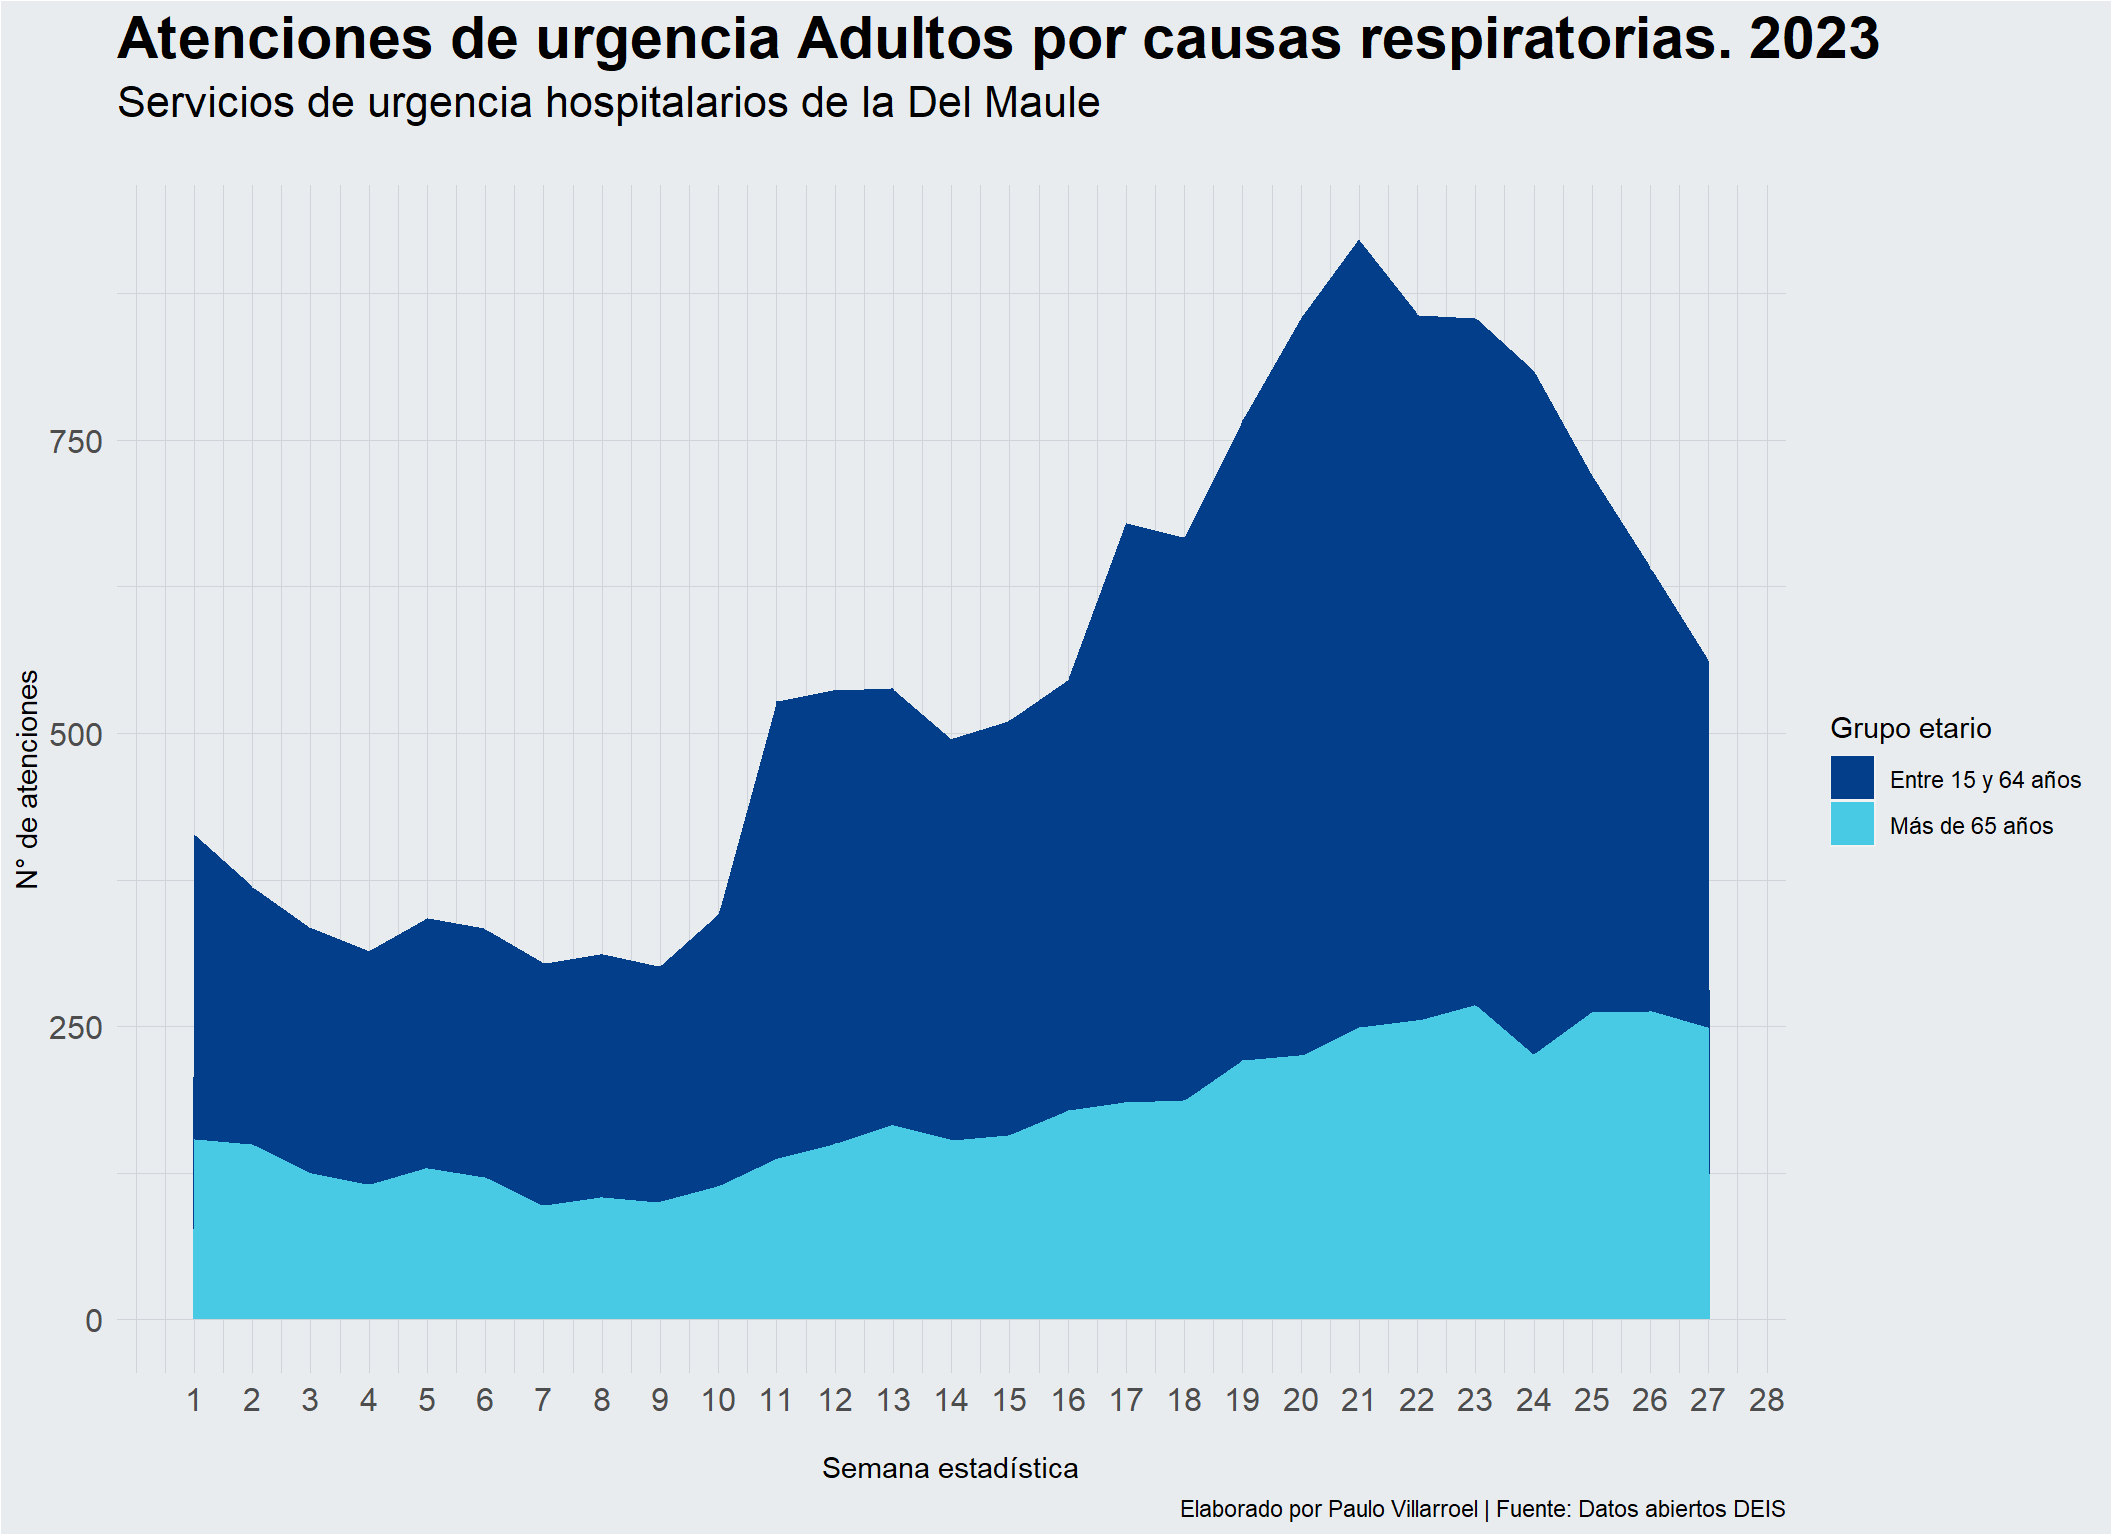 Atenciones de urgencia Adultos por causas respiratorias. 2023
Servicios de urgencia hospitalarios de la Del Maule
750
500
250
0
N° de atenciones
1 2 3 4 5 6 7 8 9 10 11 12 13 14 15 16 17 18 19 20 21 22 23 24 25 26 27 28
Semana estadística
Grupo etario
Entre 15 y 64 años
Más de 65 años
Elaborado por Paulo Villarroel | Fuente: Datos abiertos DEIS